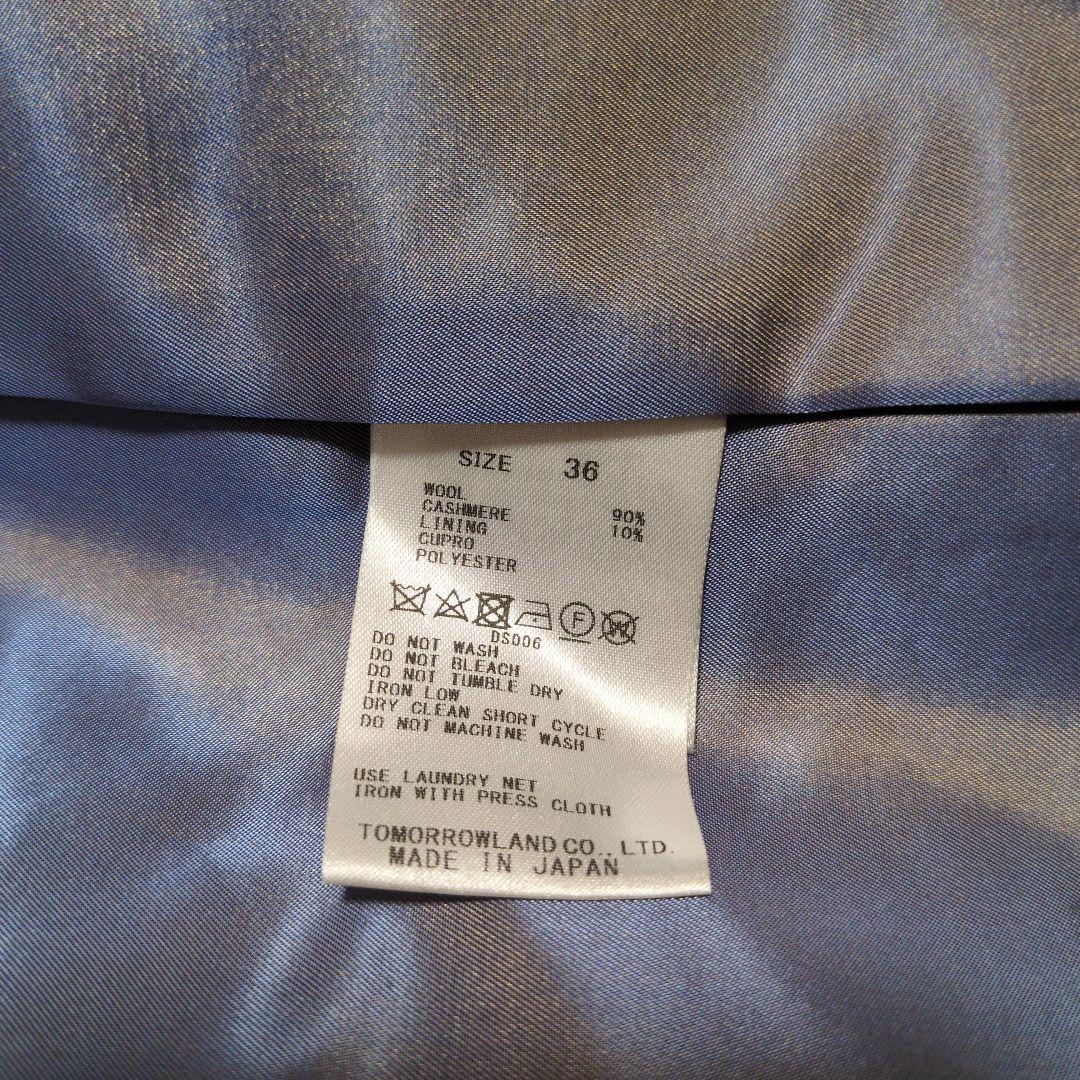 SIZE 36
WOOL 90%
CASHMERE 10%
LINING
CUPRO
POLYESTER
F W
DS006
DO NOT WASH
DO NOT BLEACH
DO NOT TUMBLE DRY
IRON LOW
DRY CLEAN SHORT CYCLE
DO NOT MACHINE WASH
USE LAUNDRY NET
IRON WITH PRESS CLOTH
TOMORROWLAND CO., LTD.
MADE IN JAPAN